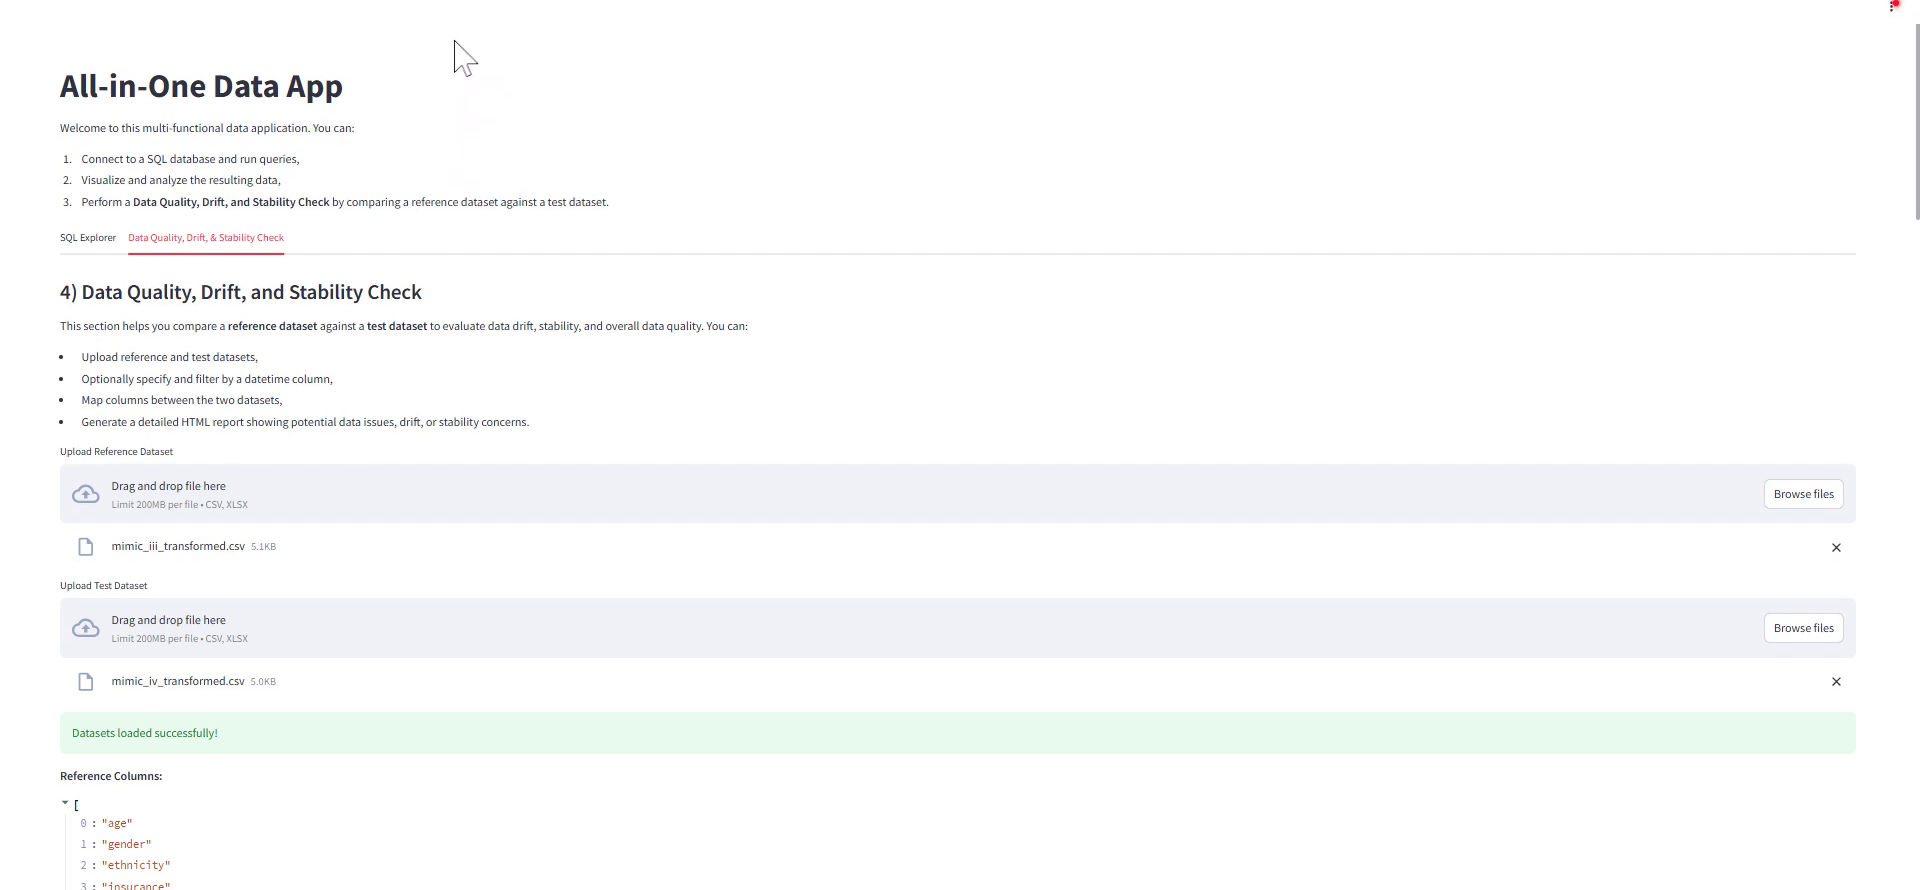 All-in-One Data App
Welcome to this multi-functional data application. You can:
1. Connect to a SQL database and run queries,
2. Visualize and analyze the resulting data,
3. Perform a Data Quality, Drift, and Stability Check by comparing a reference dataset against a test dataset.
SQL Explorer Data Quality, Drift, & Stability Check
4) Data Quality, Drift, and Stability Check
This section helps you compare a reference dataset against a test dataset to evaluate data drift, stability, and overall data quality. You can:
• Upload reference and test datasets,
• Optionally specify and filter by a datetime column,
• Map columns between the two datasets,
• Generate a detailed HTML report showing potential data issues, drift, or stability concerns.
Upload Reference Dataset
Drag and drop file here
Limit 200MB per file • CSV, XLSX
Browse files
mimic_iii_transformed.csv 5.1KB
Upload Test Dataset
Drag and drop file here
Limit 200MB per file • CSV, XLSX
Browse files
mimic_iv_transformed.csv 5.0KB
Datasets loaded successfully!
Reference Columns:
[
0 : "age"
1 : "gender"
2 : "ethnicity"
3 : "insurance"